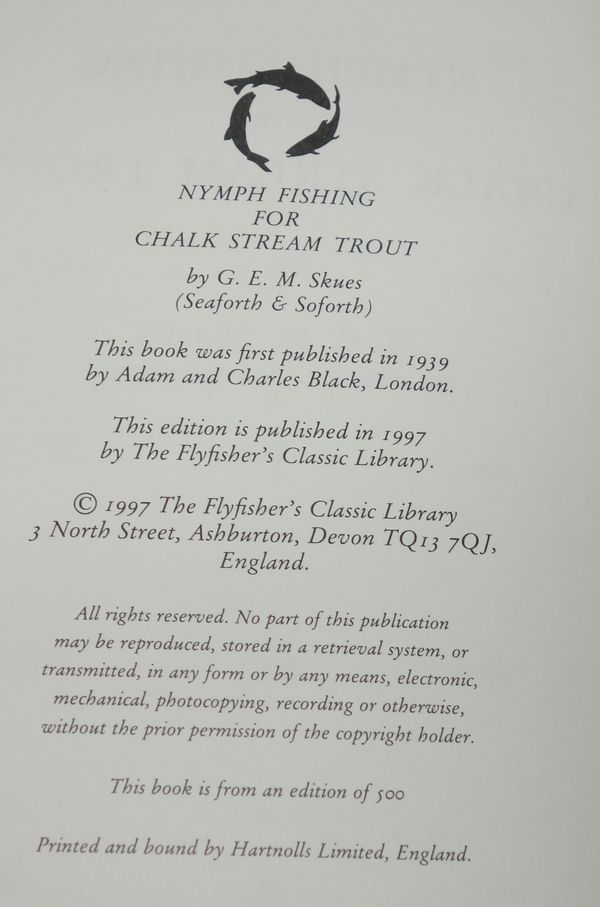 NYMPH FISHING
FOR
CHALK STREAM TROUT
by G. E. M. Skues
(Seaforth & Soforth)
This book was first published in 1939
by Adam and Charles Black, London.
This edition is published in 1997
by The Flyfisher's Classic Library.
© 1997 The Flyfisher's Classic Library
3 North Street, Ashburton, Devon TQ13 7QJ,
England.
All rights reserved. No part of this publication
may be reproduced, stored in a retrieval system, or
transmitted, in any form or by any means, electronic,
mechanical, photocopying, recording or otherwise,
without the prior permission of the copyright holder.
This book is from an edition of 500
Printed and bound by Hartnolls Limited, England.